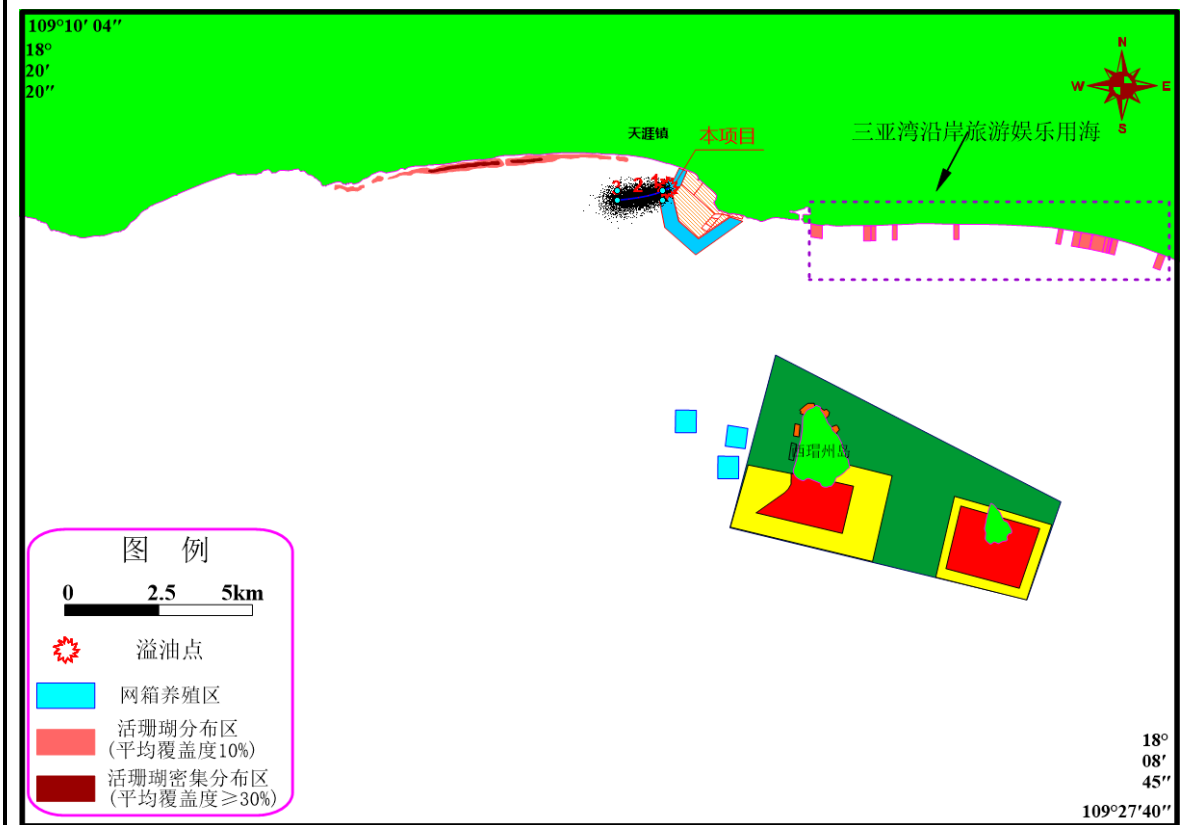 109°10′ 04″
18°
20′
20″
N
W
E
S
天涯镇
本项目
三亚湾沿岸旅游娱乐用海
西瑁州岛
图 例
0 2.5 5km
溢油点
网箱养殖区
活珊瑚分布区
(平均覆盖度10%)
活珊瑚密集分布区
(平均覆盖度≥30%)
18°
08′
45″
109°27′40″